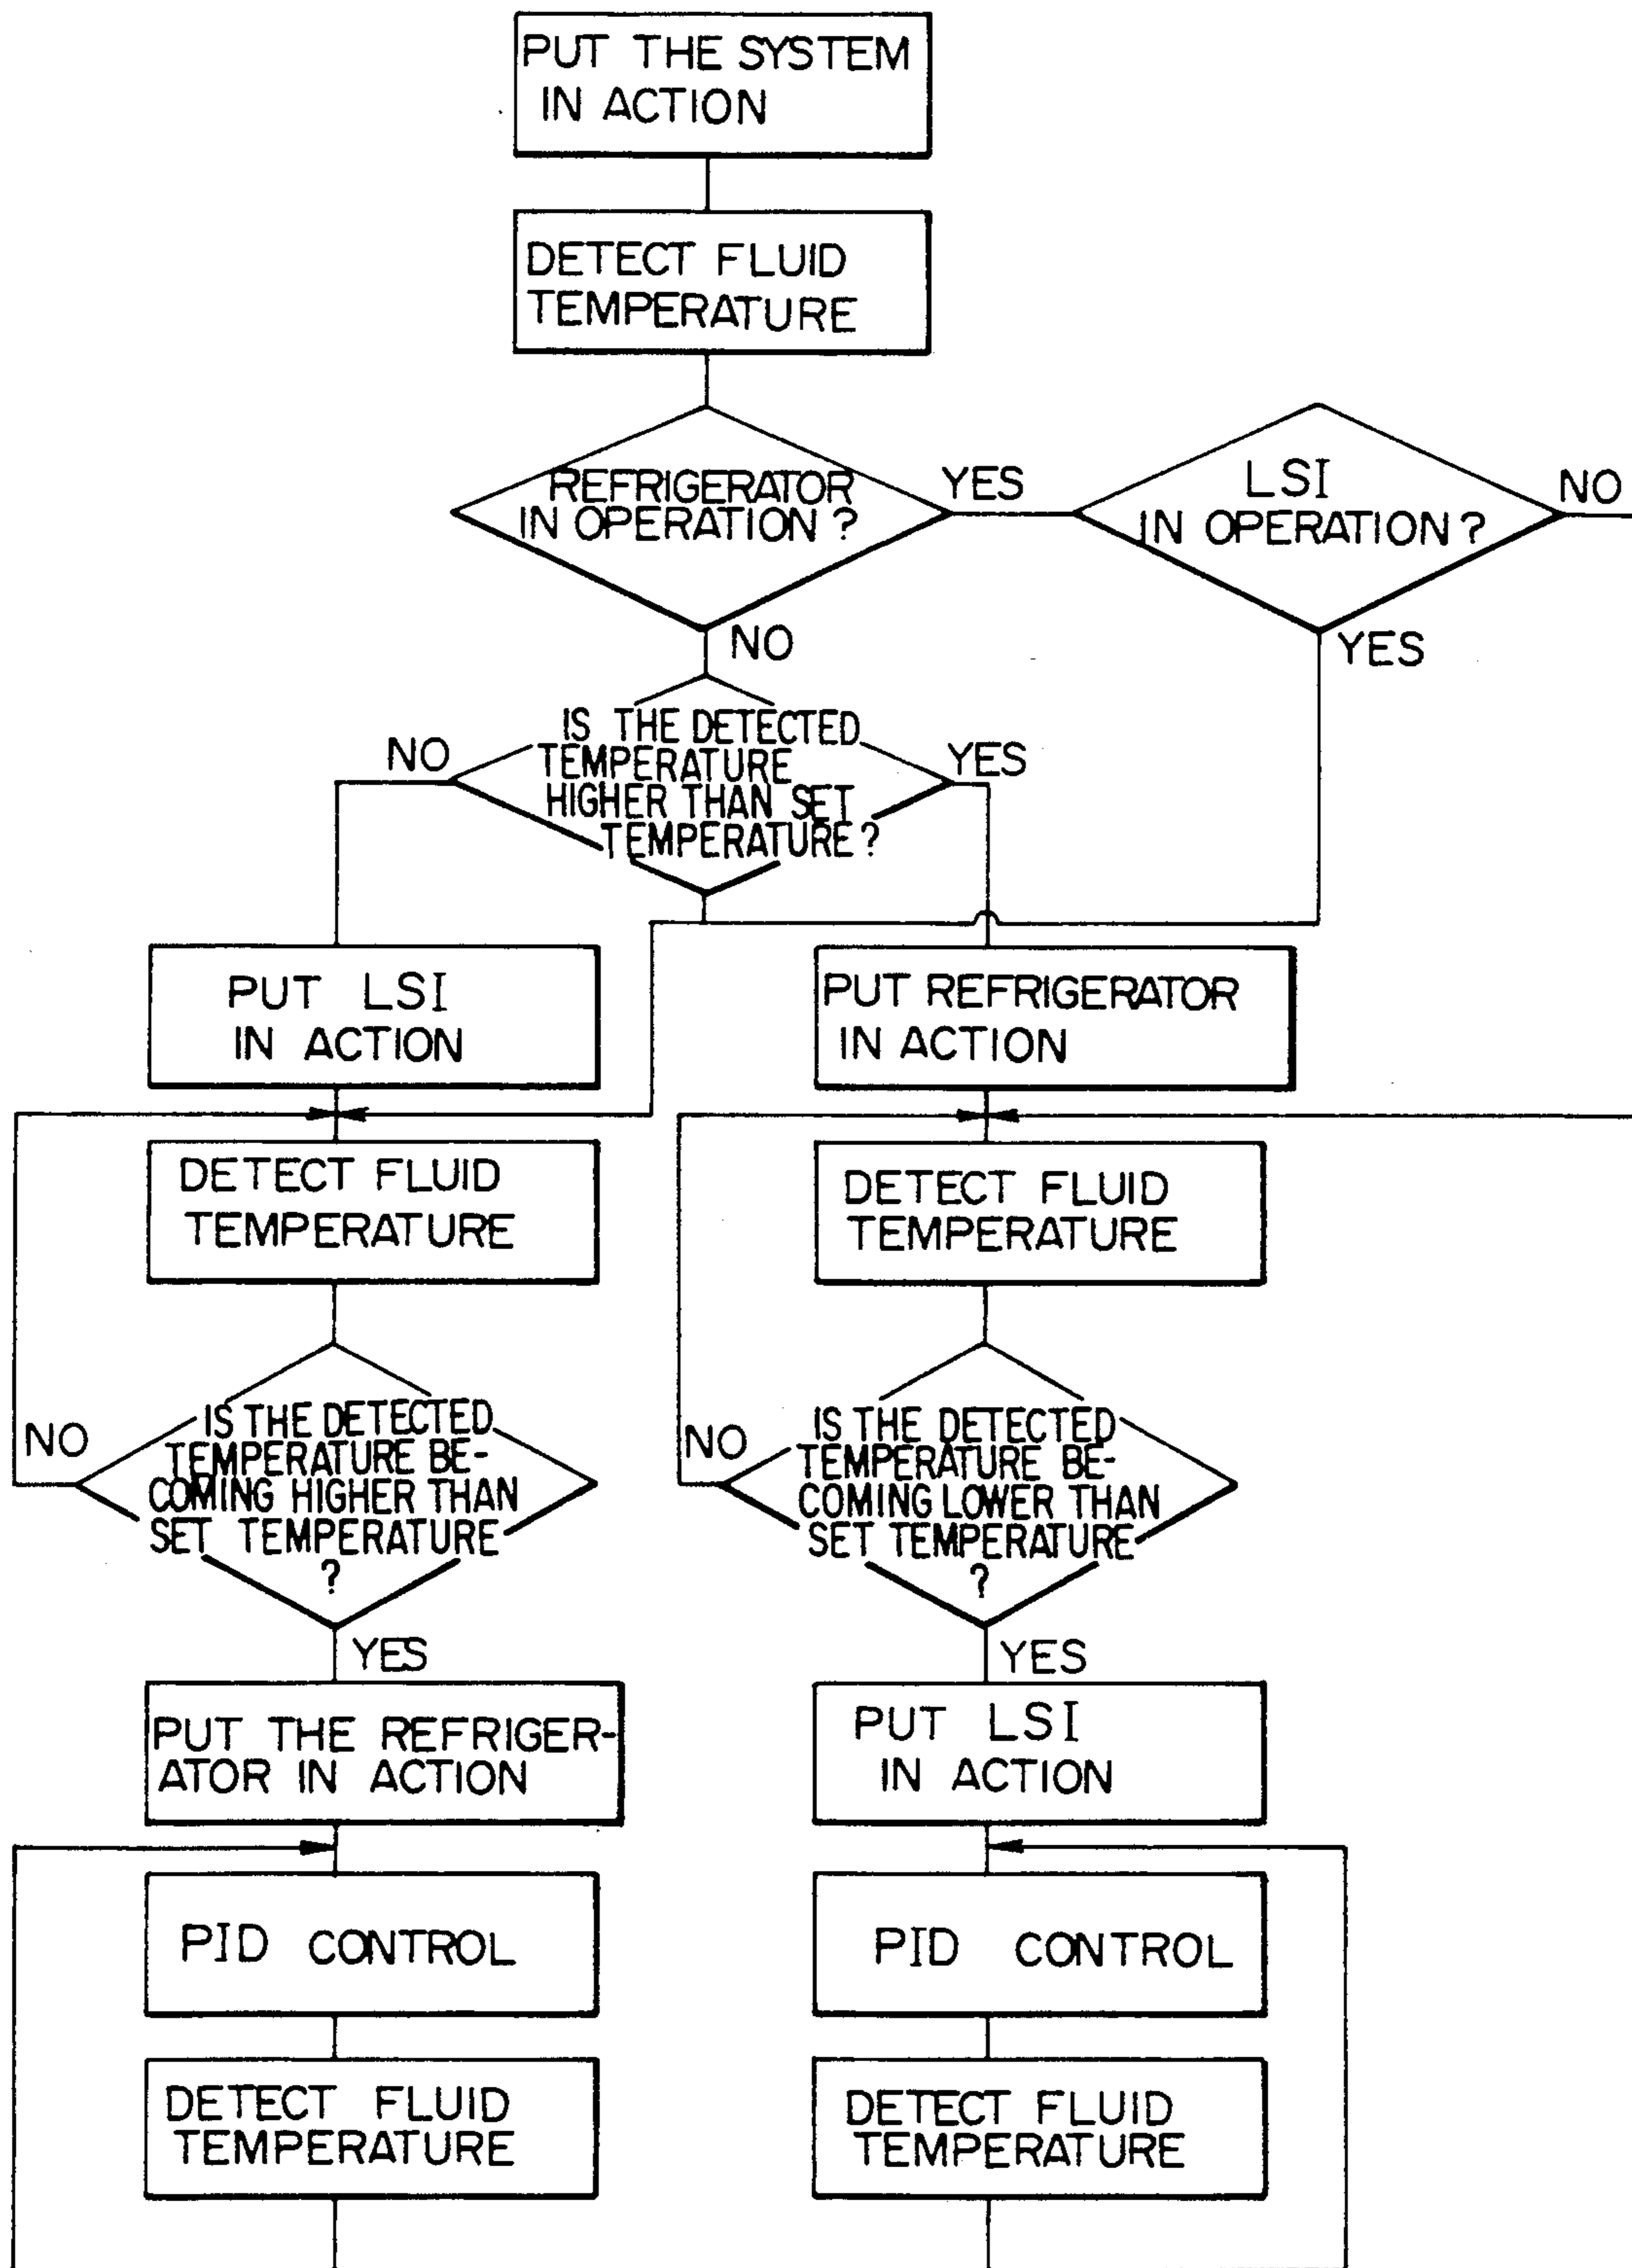 PUT THE SYSTEM
IN ACTION
DETECT FLUID
TEMPERATURE
REFRIGERATOR
IN OPERATION ?
YES
LSI
IN OPERATION ?
NO
NO
YES
IS THE DETECTED
TEMPERATURE
HIGHER THAN SET
TEMPERATURE ?
NO
YES
PUT LSI
IN ACTION
PUT REFRIGERATOR
IN ACTION
DETECT FLUID
TEMPERATURE
DETECT FLUID
TEMPERATURE
NO
IS THE DETECTED
TEMPERATURE BE-
COMING HIGHER THAN
SET TEMPERATURE
?
NO
IS THE DETECTED
TEMPERATURE BE-
COMING LOWER THAN
SET TEMPERATURE
?
YES
YES
PUT THE REFRIGER-
ATOR IN ACTION
PUT LSI
IN ACTION
PID CONTROL
PID CONTROL
DETECT FLUID
TEMPERATURE
DETECT FLUID
TEMPERATURE